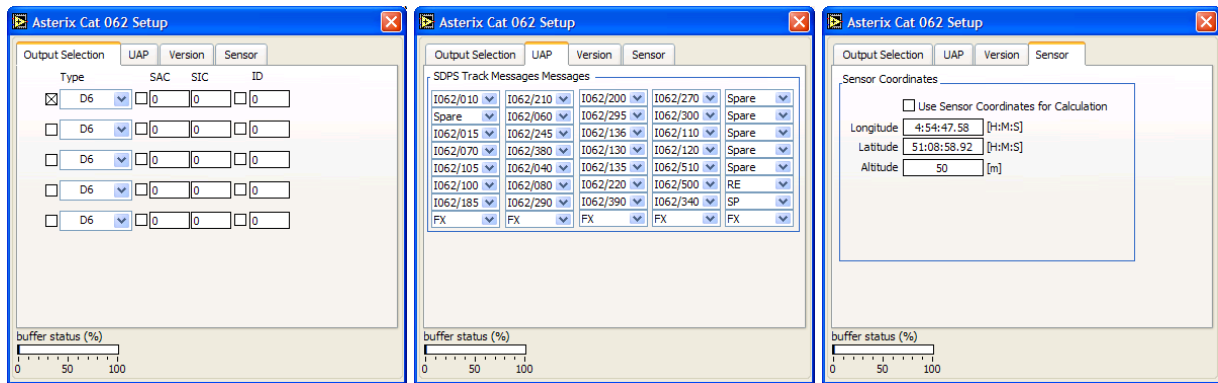 Asterix Cat 062 Setup
Output Selection UAP Version Sensor
Type SAC SIC ID
D6 0 0 0
D6 0 0 0
D6 0 0 0
D6 0 0 0
D6 0 0 0
buffer status (%)
0 50 100
Asterix Cat 062 Setup
Output Selection UAP Version Sensor
SDPS Track Messages Messages
I062/010 I062/210 I062/200 I062/270 Spare
Spare I062/060 I062/295 I062/300 Spare
I062/015 I062/245 I062/136 I062/110 Spare
I062/070 I062/380 I062/130 I062/120 Spare
I062/105 I062/040 I062/135 I062/510 Spare
I062/100 I062/080 I062/220 I062/500 RE
I062/185 I062/290 I062/390 I062/340 SP
FX FX FX FX FX
buffer status (%)
0 50 100
Asterix Cat 062 Setup
Output Selection UAP Version Sensor
Sensor Coordinates
Use Sensor Coordinates for Calculation
Longitude 4:54:47.58 [H:M:S]
Latitude 51:08:58.92 [H:M:S]
Altitude 50 [m]
buffer status (%)
0 50 100